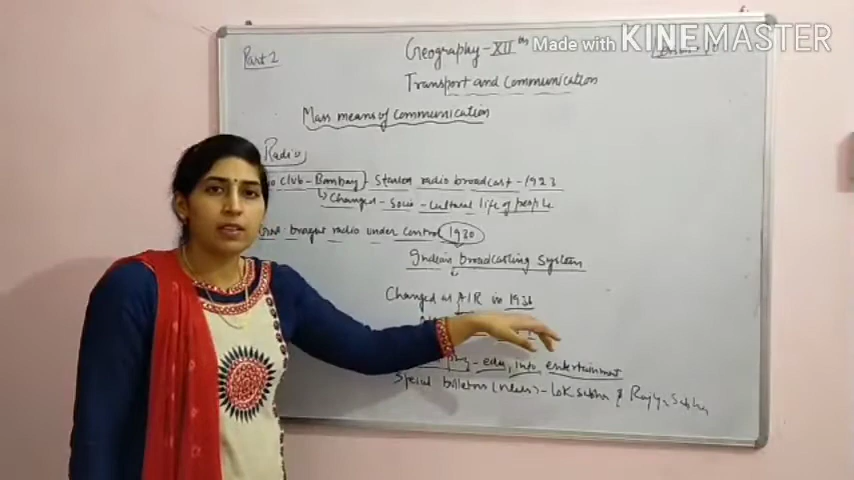 Part 2
Geography - XII th
Made with KINEMASTER
Transport and Communication
Mass means of communication
Radio
club - Bombay Started radio broadcast - 1923
Changed - Socio - cultural life of people
radio under control 1930
Indian broadcasting System
Changed as AIR in 1936
edu, info, entertainment
Special bulletins (news) - Lok Sabha & Rajya Sabha